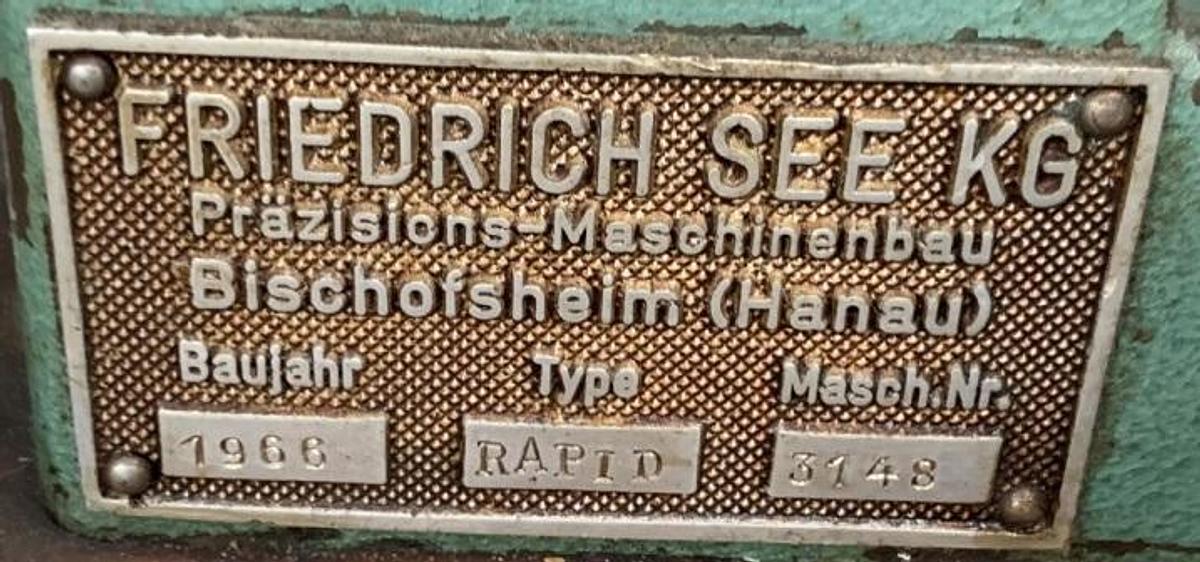 FRIEDRICH SEE KG
Präzisions-Maschinenbau
Bischofsheim (Hanau)
Baujahr Type Masch.Nr.
1966 RAPID 3148